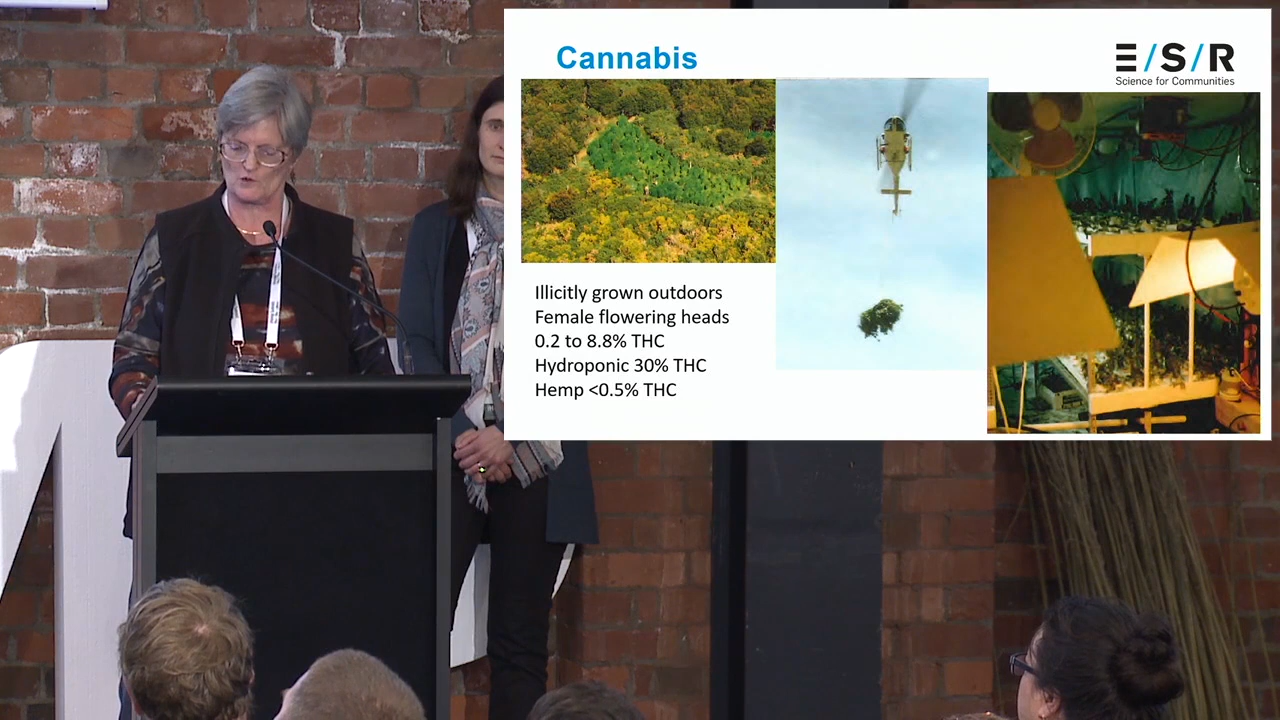 Cannabis
E/S/R
Science for Communities
Illicitly grown outdoors
Female flowering heads
0.2 to 8.8% THC
Hydroponic 30% THC
Hemp <0.5% THC